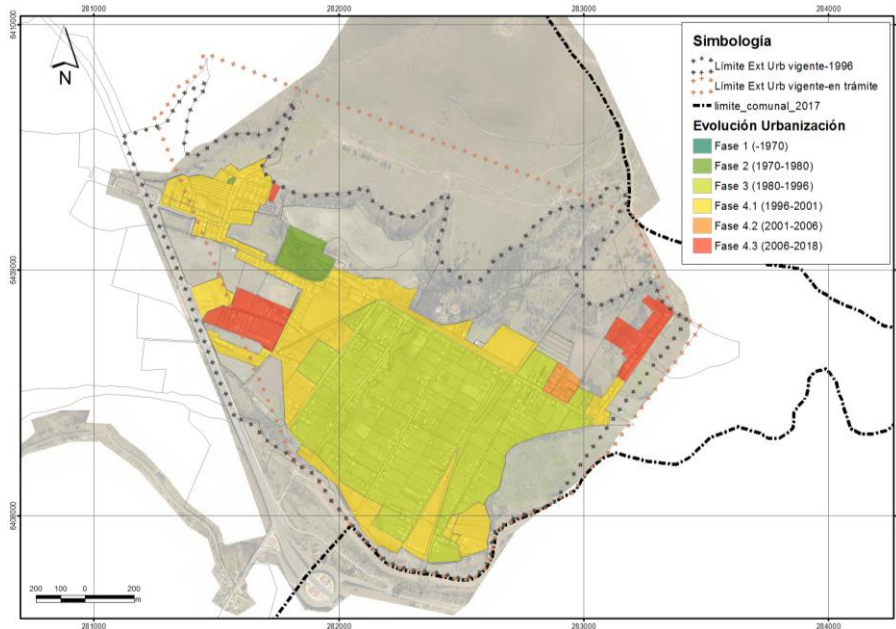 281000 282000 283000 284000
6410000
Simbología
Límite Ext Urb vigente-1996
Límite Ext Urb vigente-en trámite
limite_comunal_2017
Evolución Urbanización
Fase 1 (-1970)
Fase 2 (1970-1980)
Fase 3 (1980-1996)
Fase 4.1 (1996-2001)
Fase 4.2 (2001-2006)
Fase 4.3 (2006-2018)
N
6409000
6408000
200 100 0 200
m
281000 282000 283000 284000